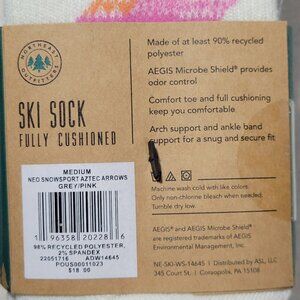 NORTHEAST
OUTFITTERS
SKI SOCK
FULLY CUSHIONED
MEDIUM
NEO SNOWSPORT AZTEC ARROWS
GREY/PINK
1 96358 20228 6
98% RECYCLED POLYESTER,
2% SPANDEX
22051716 ADW14645
POUS00011023
$18.00
Made of at least 90% recycled
polyester
AEGIS Microbe Shield® provides
odor control
Comfort toe and full cushioning
keep you comfortable
Arch support and ankle band
support for a snug and secure fit
Machine wash cold with like colors.
Only non-chlorine bleach when needed.
Tumble dry low.
AEGIS® and AEGIS Microbe Shield®
are registered trademarks of AEGIS
Environmental Management, Inc.
NE-SKI-WS-14645 | Distributed by ASL, LLC
345 Court St. | Coraopolis, PA 15108